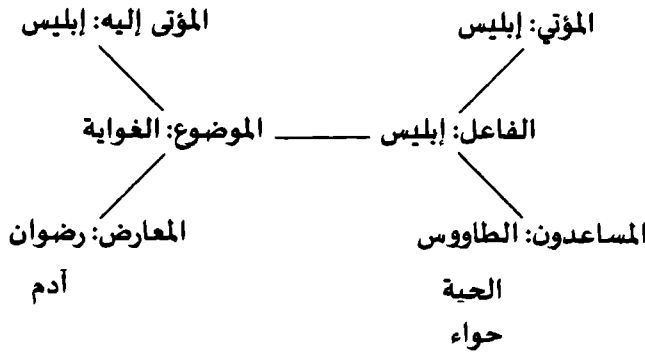 المؤتي: إبليس المؤتى إليه: إبليس
الفاعل: إبليس الموضوع: الغواية
المساعدون: الطاووس المعارض: رضوان
الحية آدم
حواء